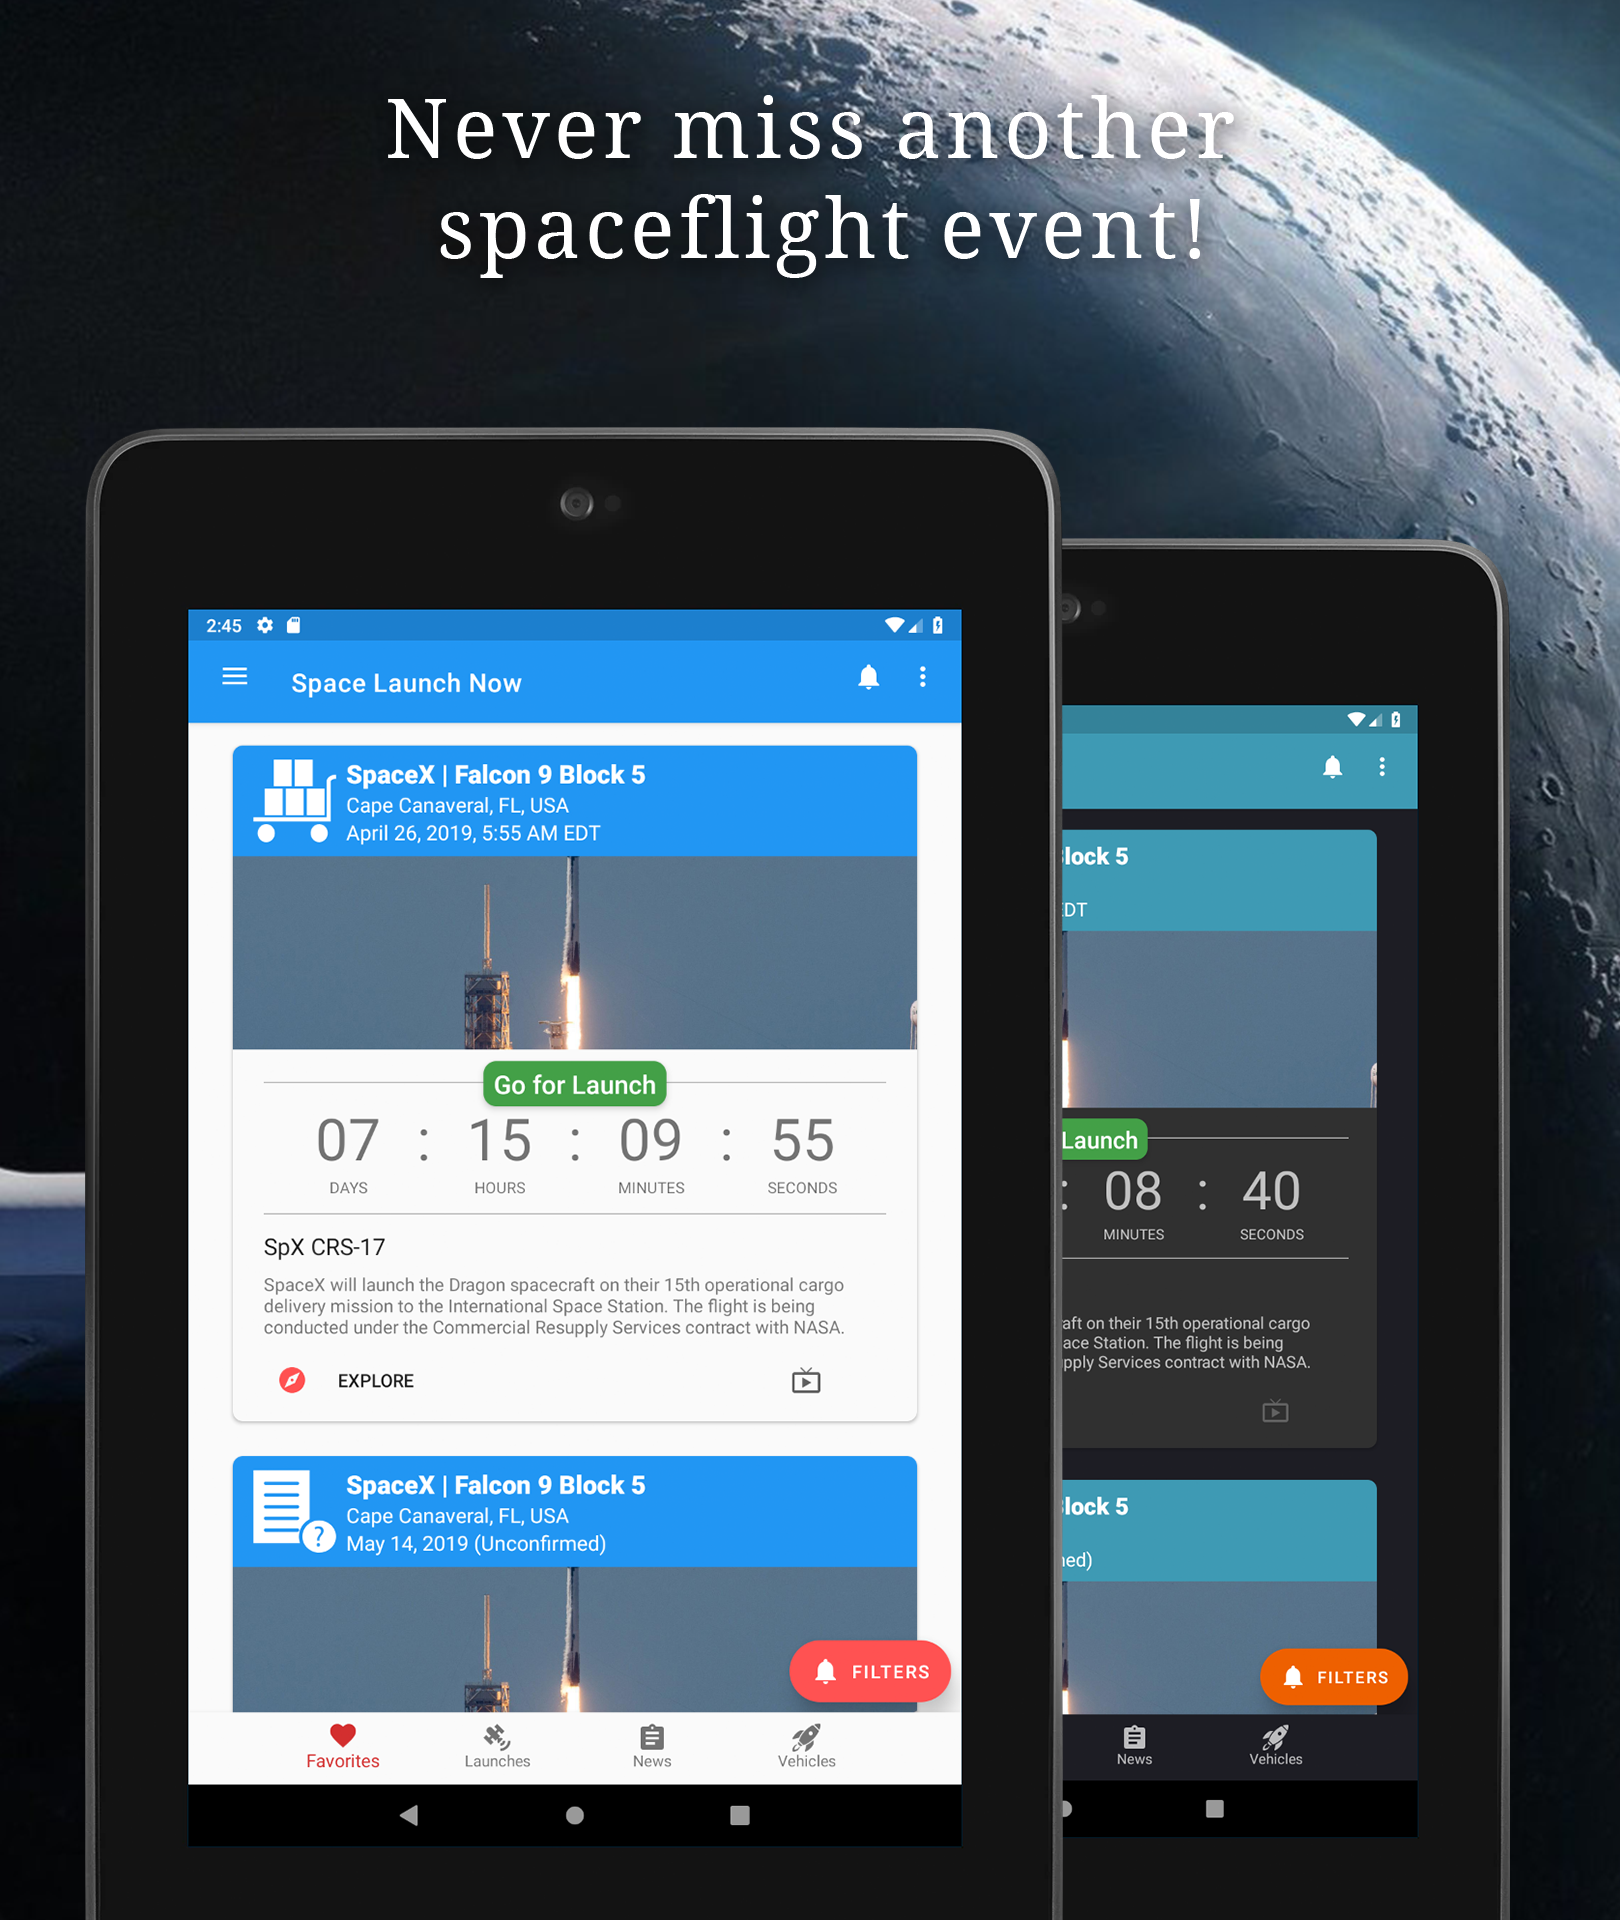 Never miss another
spaceflight event!
2:45
Space Launch Now
SpaceX | Falcon 9 Block 5
Cape Canaveral, FL, USA
April 26, 2019, 5:55 AM EDT
Go for Launch
07 : 15 : 09 : 55
DAYS HOURS MINUTES SECONDS
SpX CRS-17
SpaceX will launch the Dragon spacecraft on their 15th operational cargo
delivery mission to the International Space Station. The flight is being
conducted under the Commercial Resupply Services contract with NASA.
EXPLORE
SpaceX | Falcon 9 Block 5
?
Cape Canaveral, FL, USA
May 14, 2019 (Unconfirmed)
FILTERS
Favorites Launches News Vehicles
lock 5
EDT
Launch
: 08 : 40
MINUTES SECONDS
aft on their 15th operational cargo
ace Station. The flight is being
pply Services contract with NASA.
lock 5
ned)
FILTERS
News Vehicles